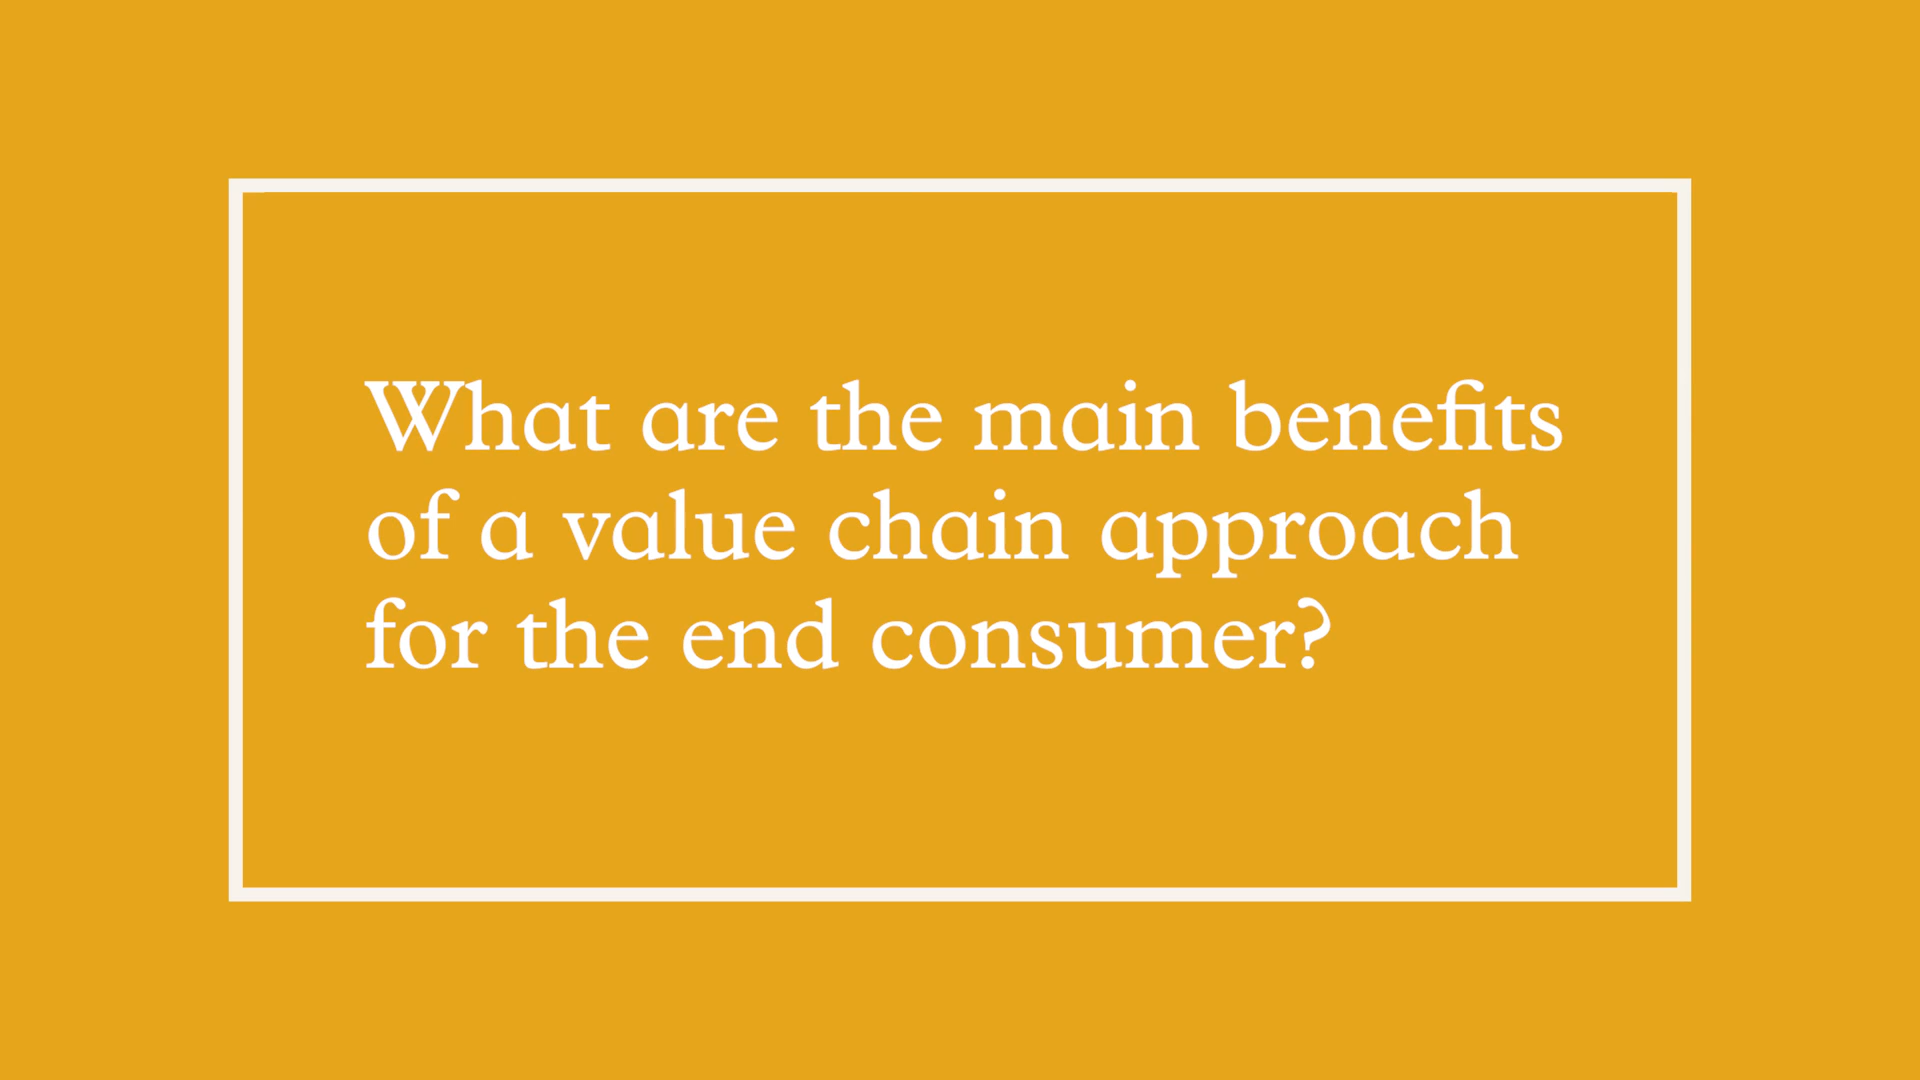 What are the main benefits
of a value chain approach
for the end consumer?